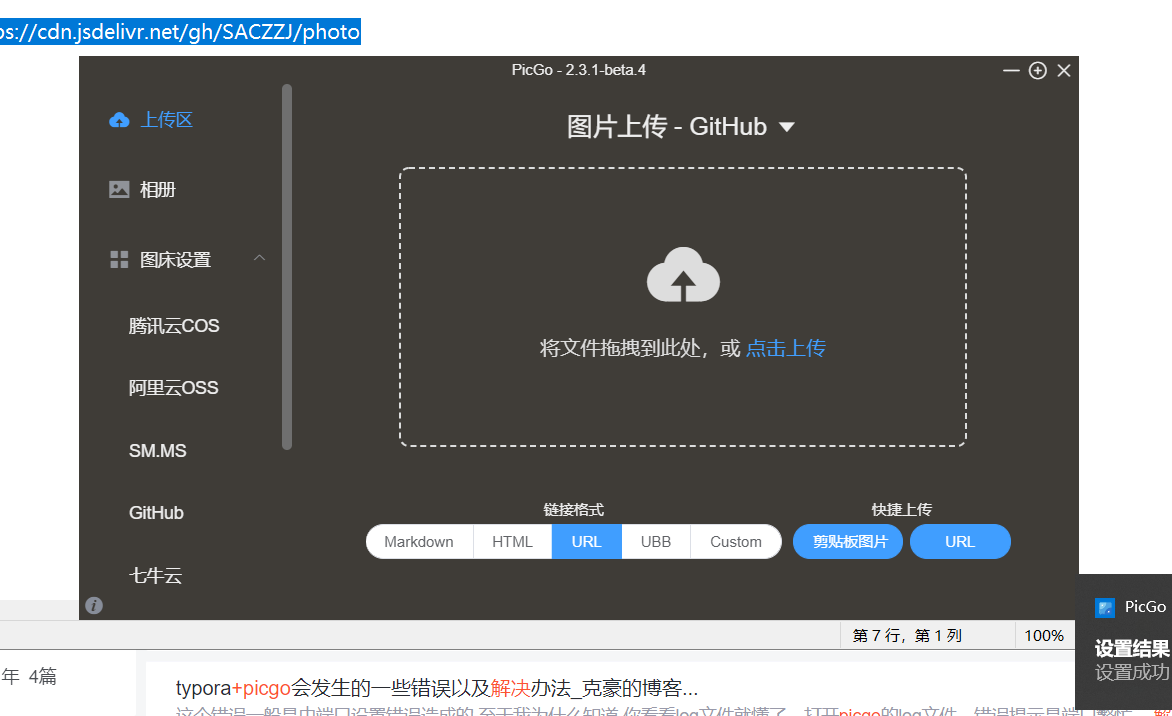 ps://cdn.jsdelivr.net/gh/SACZZJ/photo
PicGo - 2.3.1-beta.4
上传区
图片上传 - GitHub
相册
图床设置
腾讯云COS
将文件拖拽到此处，或 点击上传
阿里云OSS
SM.MS
GitHub
链接格式
快捷上传
Markdown HTML URL UBB Custom 剪贴板图片 URL
七牛云
PicGo
第 7 行，第 1 列 100%
设置结果
设置成功
年 4篇
typora+picgo会发生的一些错误以及解决办法_克豪的博客...